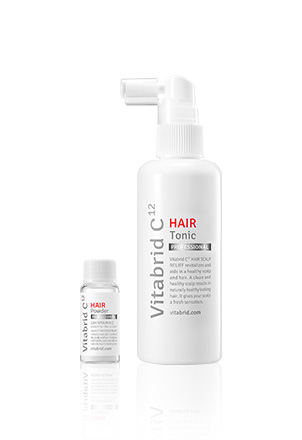 Vitabrid C¹²
HAIR
Tonic
PROFESSIONAL
Vitabrid C¹² HAIR SCALP
RELIEF revitalizes and
aids in a healthy scalp
and hair. A clean and
healthy scalp results in
naturally healthy looking
hair. It gives your scalp
a fresh sensation.
vitabrid.com
Vitabrid C¹²
HAIR
Powder